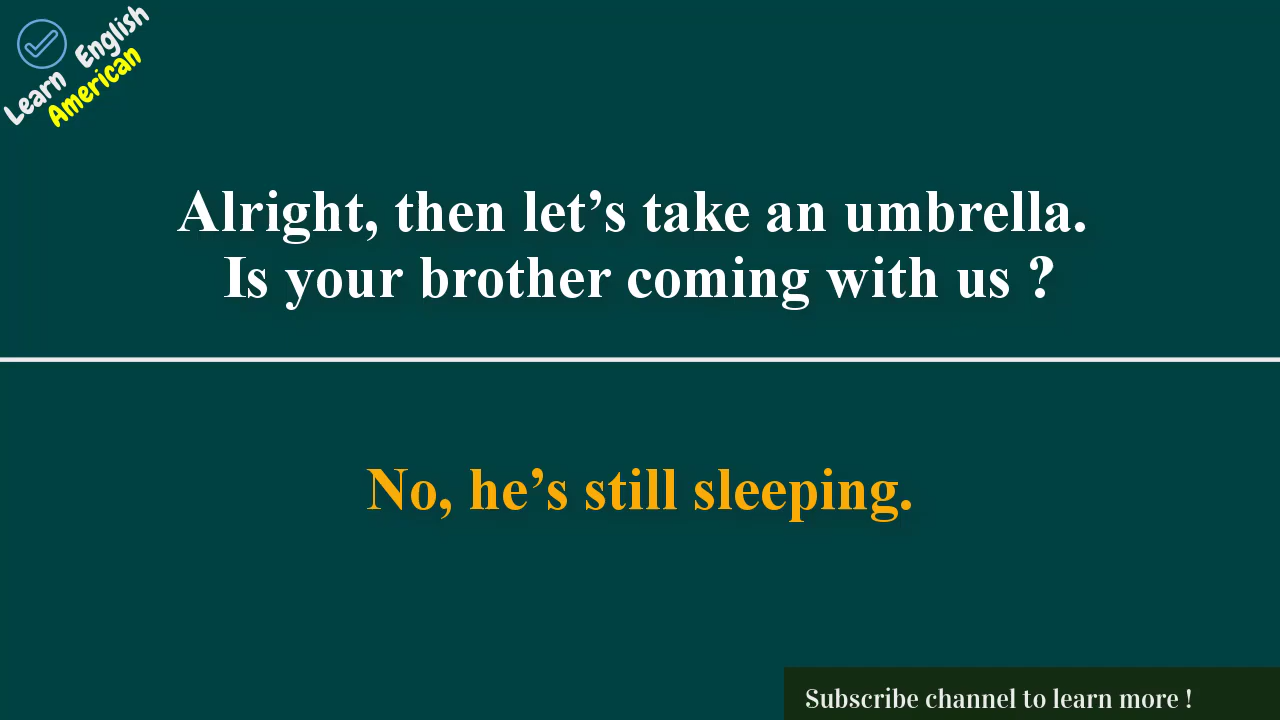 Learn English
American
Alright, then let’s take an umbrella.
Is your brother coming with us ?
No, he’s still sleeping.
Subscribe channel to learn more !